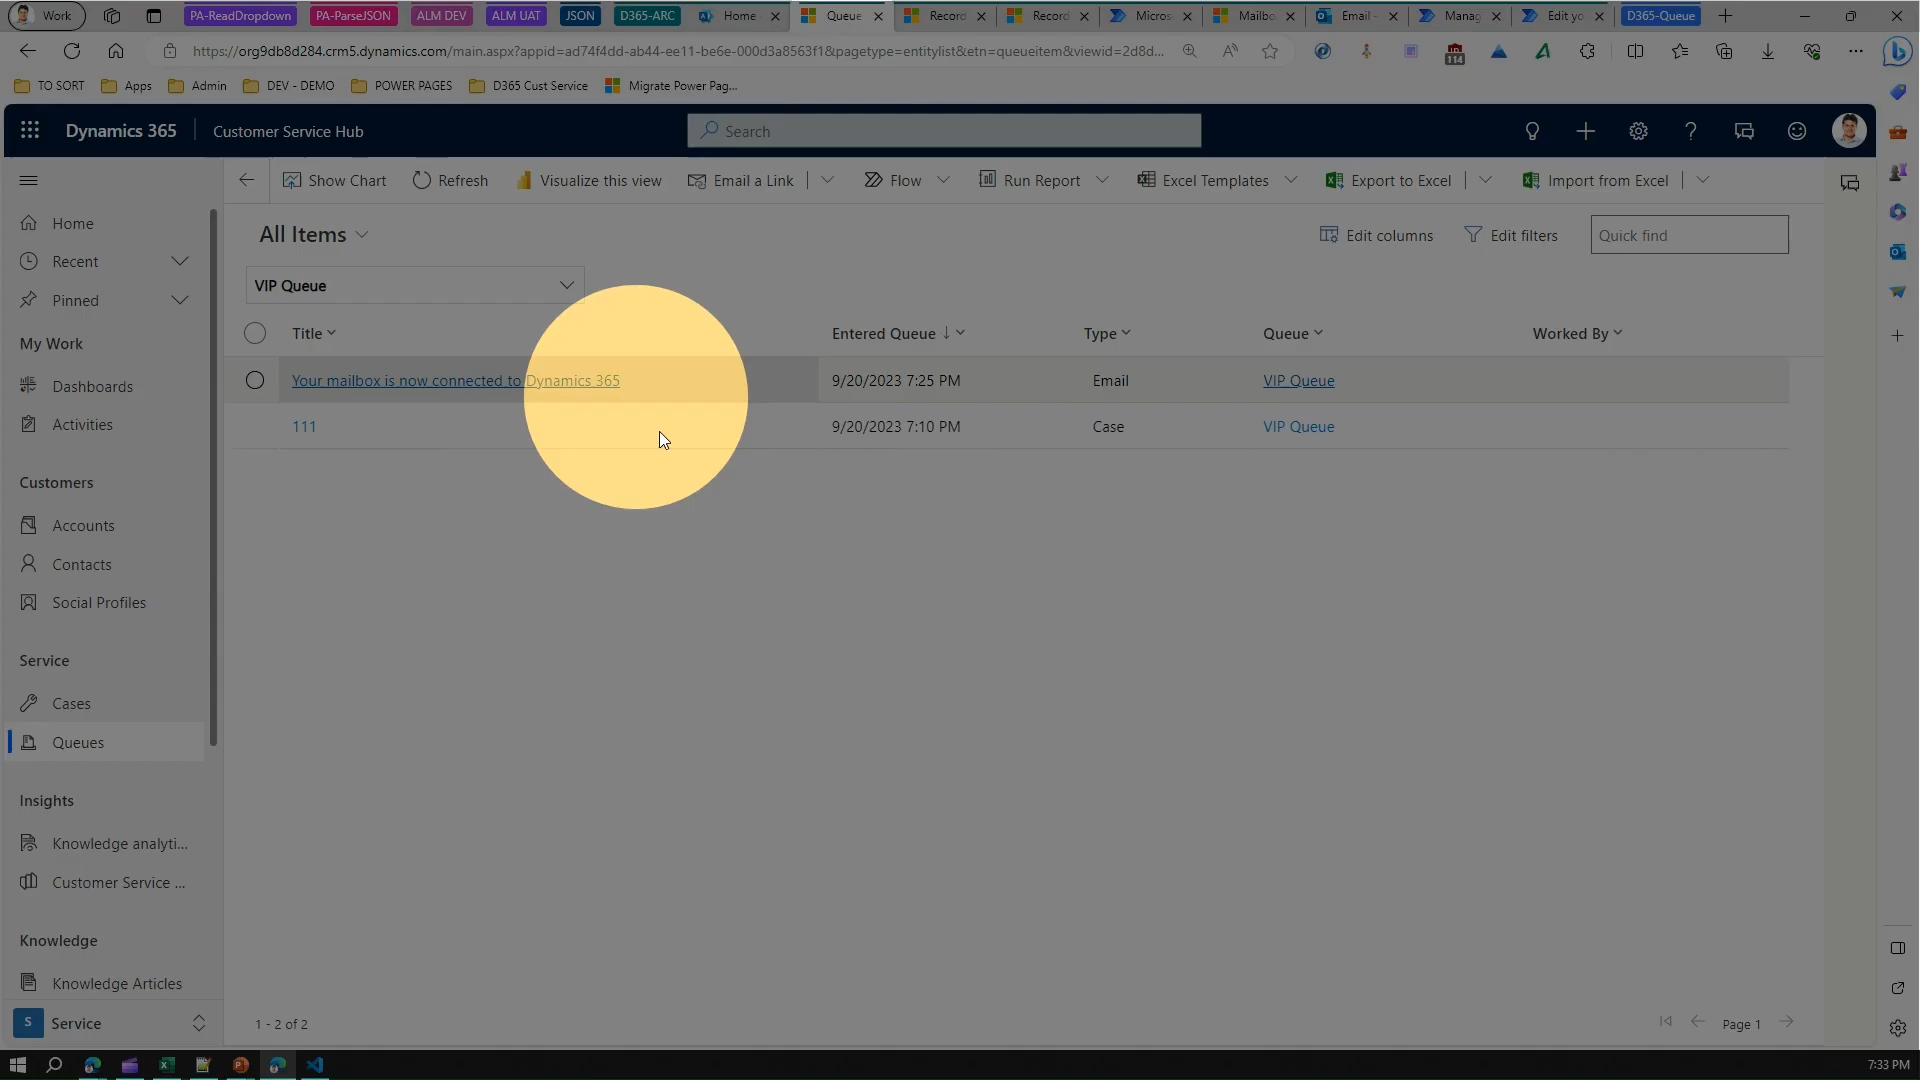 Work
PA-ReadDropdown
PA-ParseJSON
ALM DEV
ALM UAT
JSON
D365-ARC
Home
Queue
Record
Record
Micros
Mailbo
Email -
Manag
Edit yo
D365-Queue
https://org9db8d284.crm5.dynamics.com/main.aspx?appid=ad74f4dd-ab44-ee11-be6e-000d3a8563f1&pagetype=entitylist&etn=queueitem&viewid=2d8d...
114
TO SORT
Apps
Admin
DEV - DEMO
POWER PAGES
D365 Cust Service
Migrate Power Pag...
Dynamics 365
Customer Service Hub
Search
Show Chart
Refresh
Visualize this view
Email a Link
Flow
Run Report
Excel Templates
Export to Excel
Import from Excel
Home
Recent
Pinned
My Work
Dashboards
Activities
Customers
Accounts
Contacts
Social Profiles
Service
Cases
Queues
Insights
Knowledge analyti...
Customer Service ...
Knowledge
Knowledge Articles
S
Service
All Items
Edit columns
Edit filters
Quick find
VIP Queue
Title
Entered Queue
Type
Queue
Worked By
Your mailbox is now connected to Dynamics 365
9/20/2023 7:25 PM
Email
VIP Queue
111
9/20/2023 7:10 PM
Case
VIP Queue
1 - 2 of 2
Page 1
7:33 PM